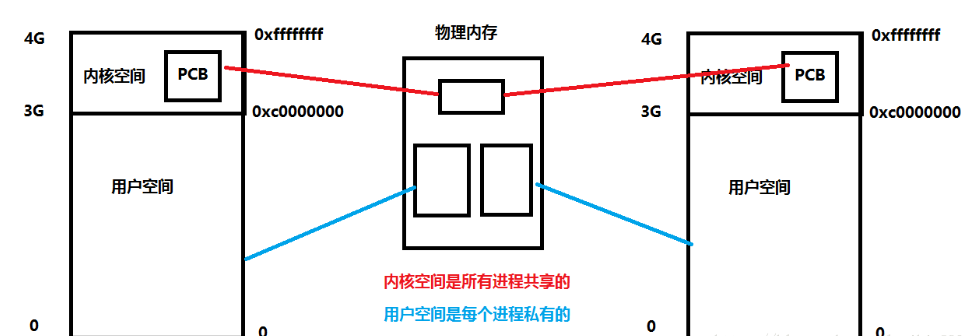 4G
0xffffffff
内核空间
PCB
3G
0xc0000000
用户空间
0
0
物理内存
内核空间是所有进程共享的
用户空间是每个进程私有的
4G
0xffffffff
内核空间
PCB
3G
0xc0000000
用户空间
0
0